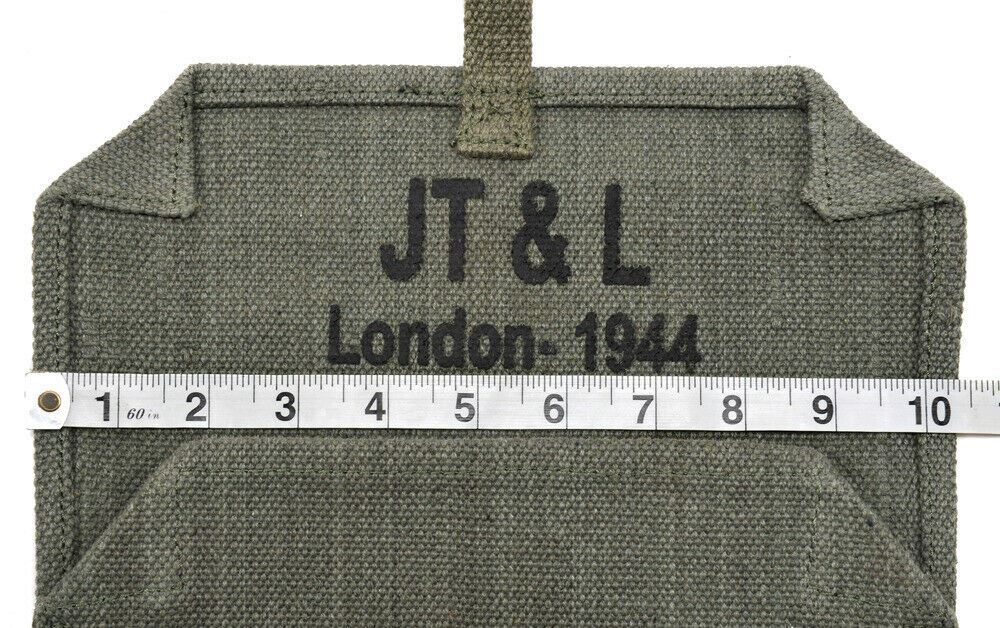 JT & L
London- 1944
1 60 in 2 3 4 5 6 7 8 9 10